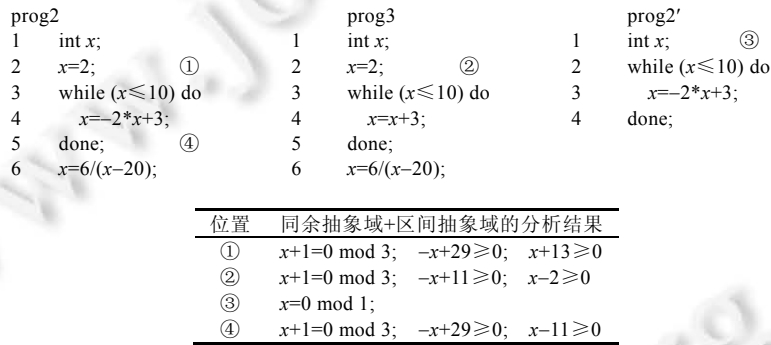 prog2
1 int x;
2 x=2; ①
3 while (x≤10) do
4 x=−2*x+3;
5 done; ④
6 x=6/(x−20);
prog3
1 int x;
2 x=2; ②
3 while (x≤10) do
4 x=x+3;
5 done;
6 x=6/(x−20);
prog2′
1 int x; ③
2 while (x≤10) do
3 x=−2*x+3;
4 done;
位置 同余抽象域+区间抽象域的分析结果
① x+1=0 mod 3; −x+29≥0; x+13≥0
② x+1=0 mod 3; −x+11≥0; x−2≥0
③ x=0 mod 1;
④ x+1=0 mod 3; −x+29≥0; x−11≥0